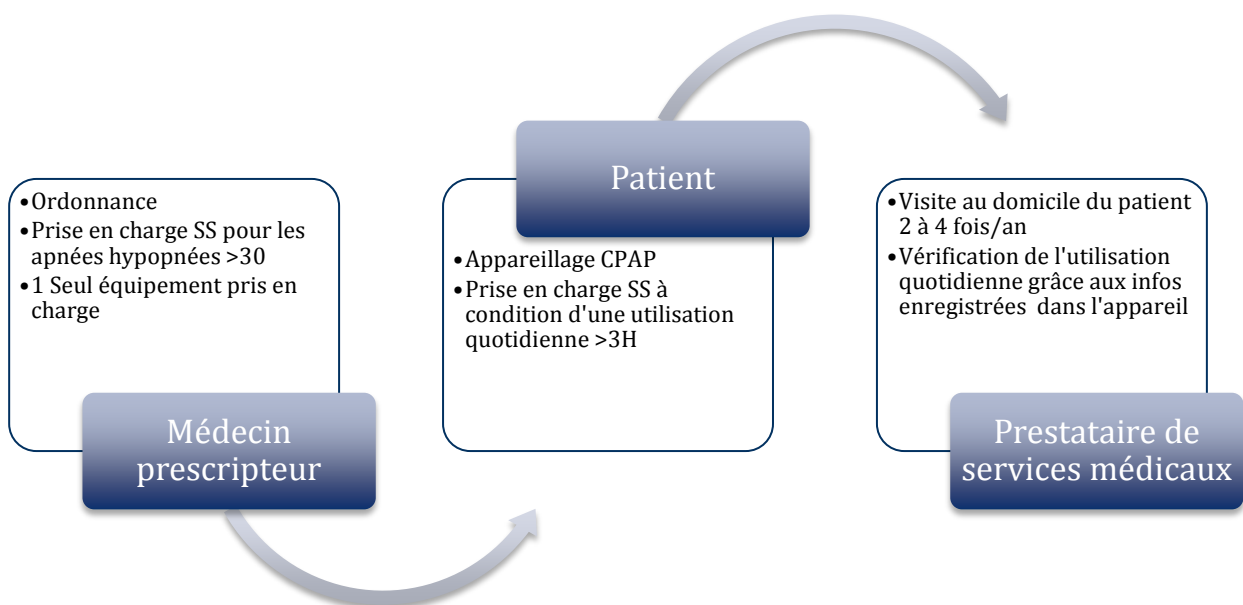 •Ordonnance
•Prise en charge SS pour les
apnées hypopnées >30
•1 Seul équipement pris en
charge
Médecin
prescripteur
Patient
•Appareillage CPAP
•Prise en charge SS à
condition d'une utilisation
quotidienne >3H
•Visite au domicile du patient
2 à 4 fois/an
•Vérification de l'utilisation
quotidienne grâce aux infos
enregistrées dans l'appareil
Prestataire de
services médicaux